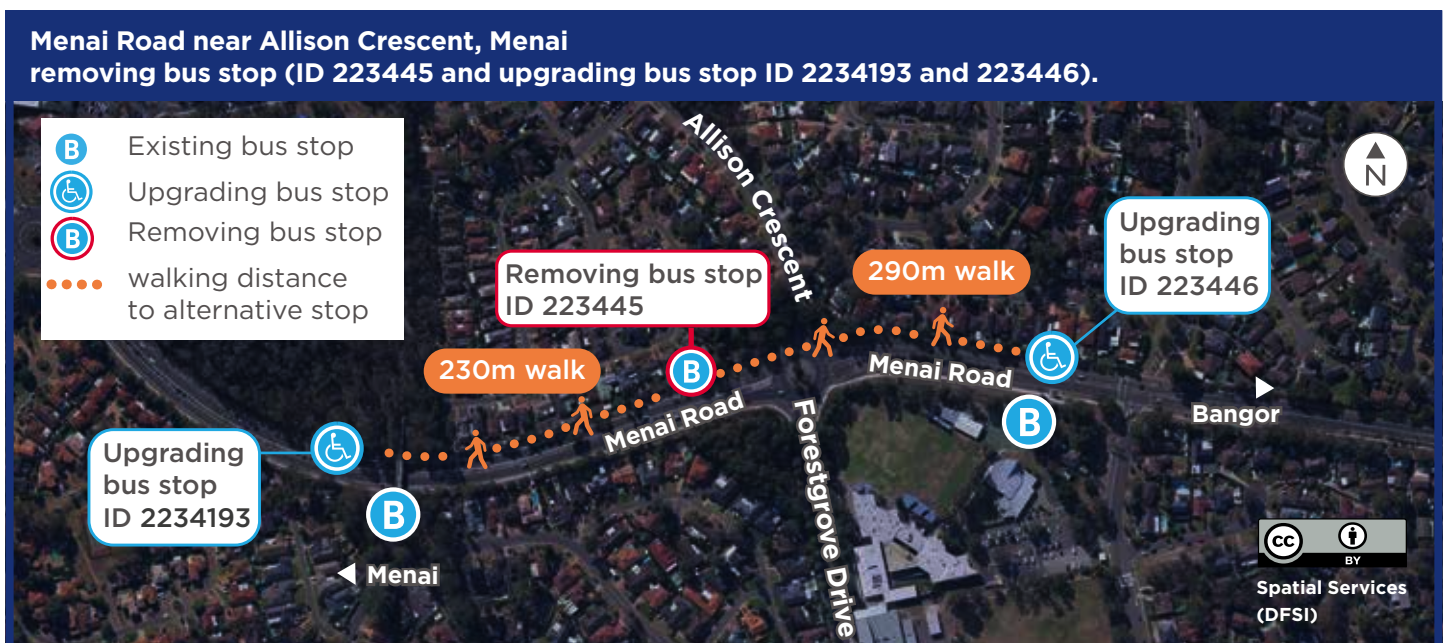 Menai Road near Allison Crescent, Menai
removing bus stop (ID 223445 and upgrading bus stop ID 2234193 and 223446).
B Existing bus stop
Upgrading bus stop
B Removing bus stop
walking distance
to alternative stop
Allison Crescent
N
Upgrading
bus stop
ID 223446
290m walk
Removing bus stop
ID 223445
230m walk
B
Menai Road
Menai Road
B
Bangor
Upgrading
bus stop
ID 2234193
B
Menai
Forestgrove Drive
cc
BY
Spatial Services
(DFSI)